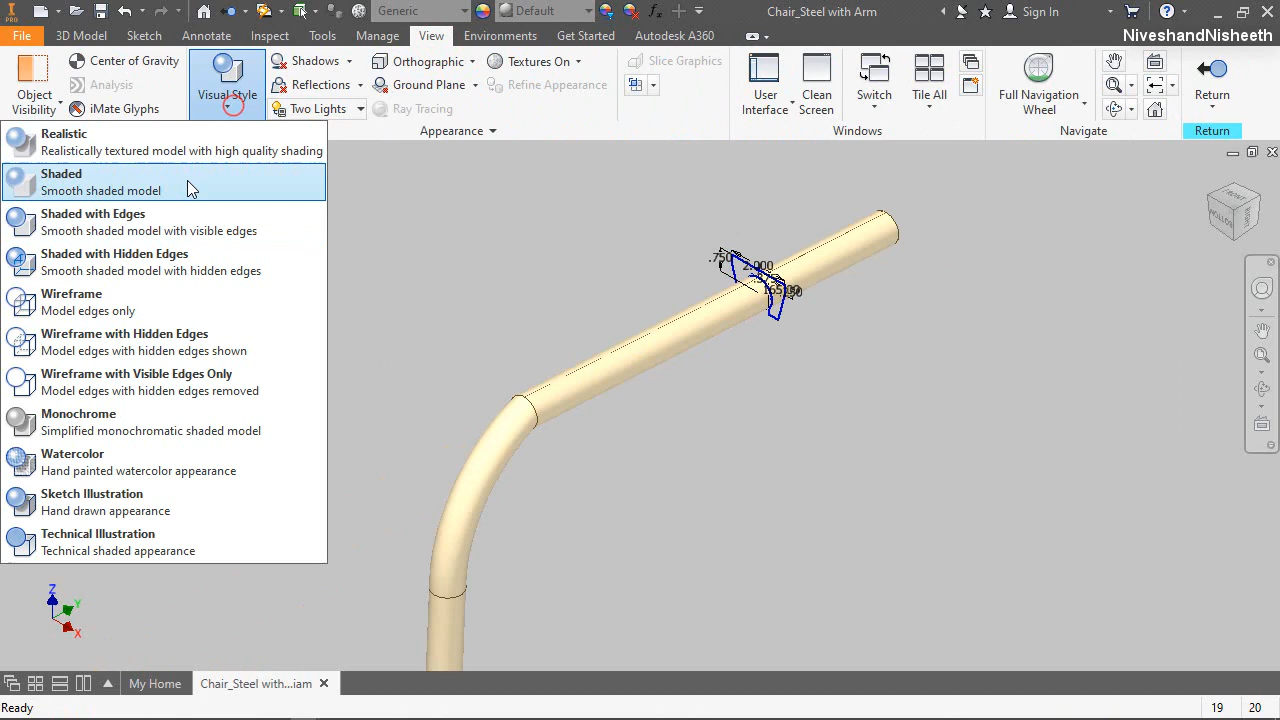 PRO
Generic
Default
Chair_Steel with Arm
Sign In
File
3D Model
Sketch
Annotate
Inspect
Tools
Manage
View
Environments
Get Started
Autodesk A360
NiveshandNisheeth
Object Visibility
Center of Gravity
Analysis
iMate Glyphs
Visual Style
Shadows
Reflections
Two Lights
Orthographic
Ground Plane
Ray Tracing
Textures On
Refine Appearance
Appearance
Slice Graphics
User Interface
Clean Screen
Switch
Tile All
Windows
Full Navigation Wheel
Navigate
Return
Return
Realistic
Realistically textured model with high quality shading
Shaded
Smooth shaded model
Shaded with Edges
Smooth shaded model with visible edges
Shaded with Hidden Edges
Smooth shaded model with hidden edges
Wireframe
Model edges only
Wireframe with Hidden Edges
Model edges with hidden edges shown
Wireframe with Visible Edges Only
Model edges with hidden edges removed
Monochrome
Simplified monochromatic shaded model
Watercolor
Hand painted watercolor appearance
Sketch Illustration
Hand drawn appearance
Technical Illustration
Technical shaded appearance
.750
2.000
FRONT
BOTTOM
Z
Y
X
My Home
Chair_Steel with...iam
Ready
19
20